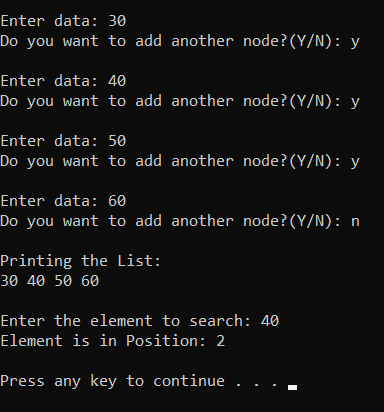 Enter data: 30
Do you want to add another node?(Y/N): y
Enter data: 40
Do you want to add another node?(Y/N): y
Enter data: 50
Do you want to add another node?(Y/N): y
Enter data: 60
Do you want to add another node?(Y/N): n
Printing the List:
30 40 50 60
Enter the element to search: 40
Element is in Position: 2
Press any key to continue . . .